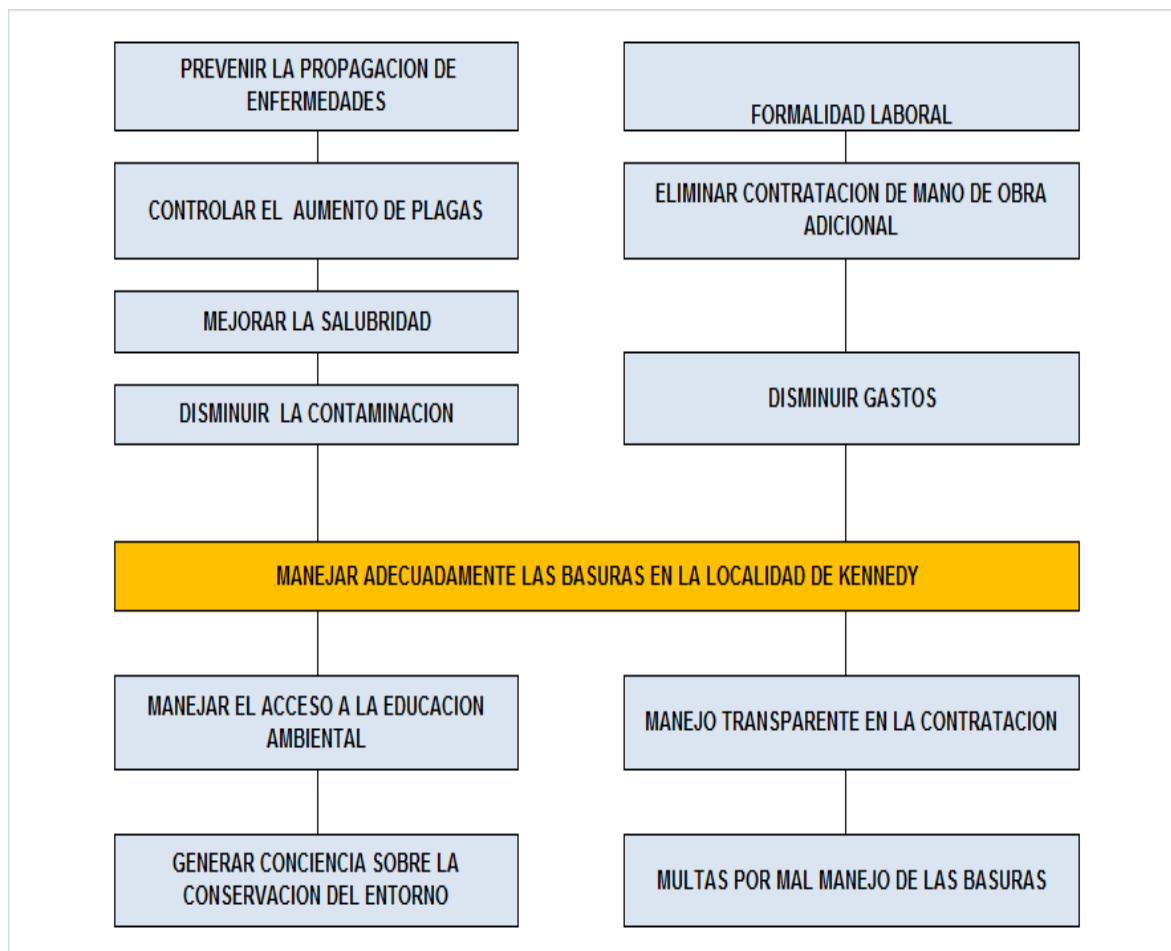 PREVENIR LA PROPAGACION DE
ENFERMEDADES
FORMALIDAD LABORAL
CONTROLAR EL AUMENTO DE PLAGAS
ELIMINAR CONTRATACION DE MANO DE OBRA
ADICIONAL
MEJORAR LA SALUBRIDAD
DISMINUIR LA CONTAMINACION
DISMINUIR GASTOS
MANEJAR ADECUADAMENTE LAS BASURAS EN LA LOCALIDAD DE KENNEDY
MANEJAR EL ACCESO A LA EDUCACION
AMBIENTAL
MANEJO TRANSPARENTE EN LA CONTRATACION
GENERAR CONCIENCIA SOBRE LA
CONSERVACION DEL ENTORNO
MULTAS POR MAL MANEJO DE LAS BASURAS